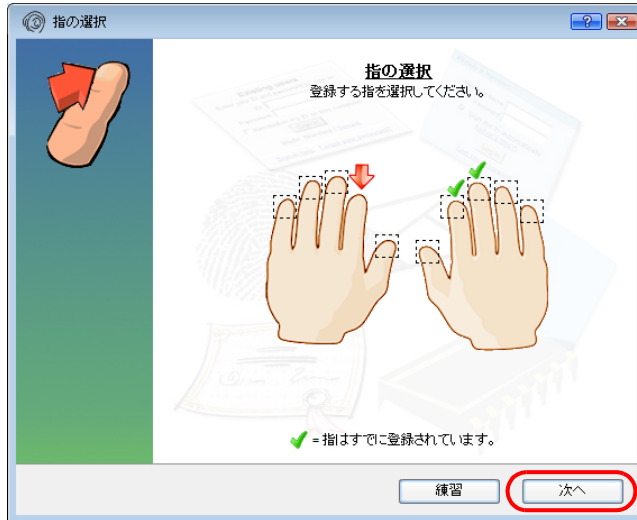 指の選択
指の選択
登録する指を選択してください。
= 指はすでに登録されています。
練習
次へ